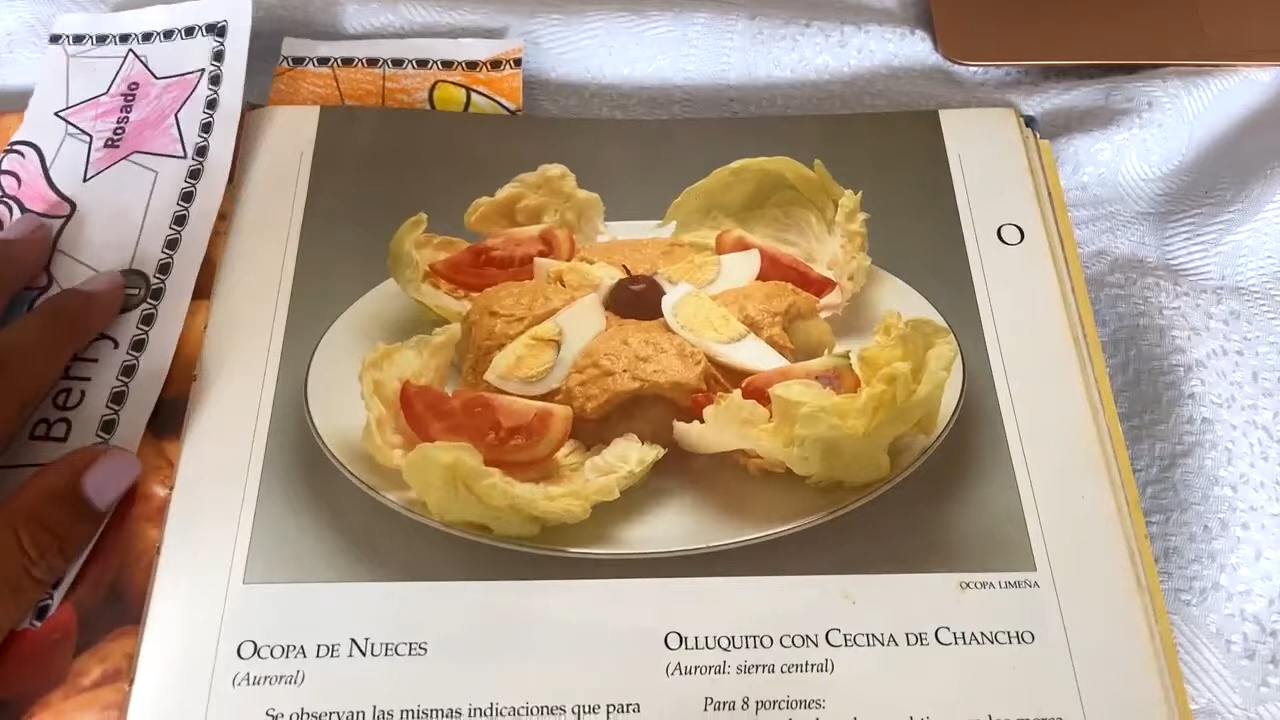 Rosado
Berry
O
OCOPA LIMEÑA
OCOPA DE NUECES
(Auroral)
Se observan las mismas indicaciones que para
OLLUQUITO CON CECINA DE CHANCHO
(Auroral: sierra central)
Para 8 porciones: